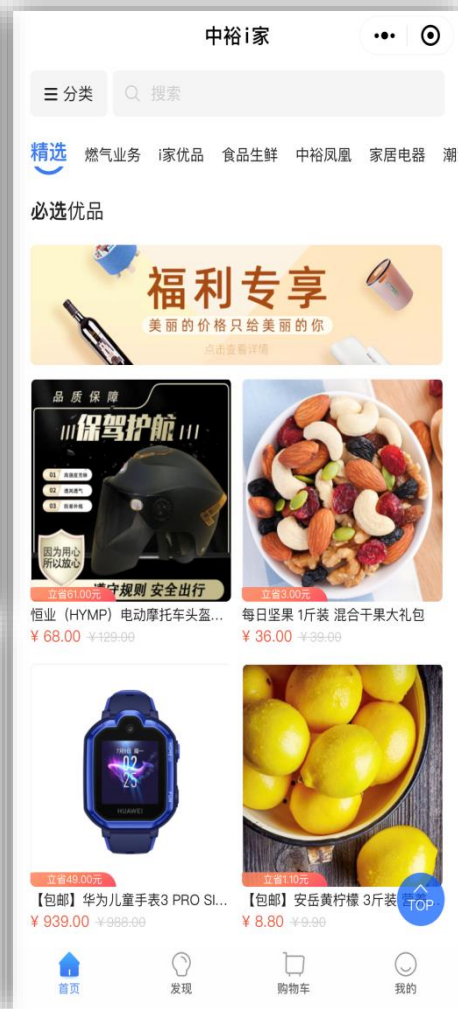 中裕i家
分类
搜索
精选 燃气业务 i家优品 食品生鲜 中裕凤凰 家居电器 潮
必选优品
福利专享
美丽的价格只给美丽的你
点击查看详情
品质保障
保驾护航
01
02
03
因为用心
所以放心
遵守规则 安全出行
立省61.00元
恒业（HYMP）电动摩托车头盔...
¥ 68.00 ¥129.00
立省3.00元
每日坚果 1斤装 混合干果大礼包
¥ 36.00 ¥39.00
HUAWEI
立省49.00元
【包邮】华为儿童手表3 PRO SI...
¥ 939.00 ¥988.00
立省1.10元
【包邮】安岳黄柠檬 3斤装
¥ 8.80 ¥9.90
TOP
首页 发现 购物车 我的